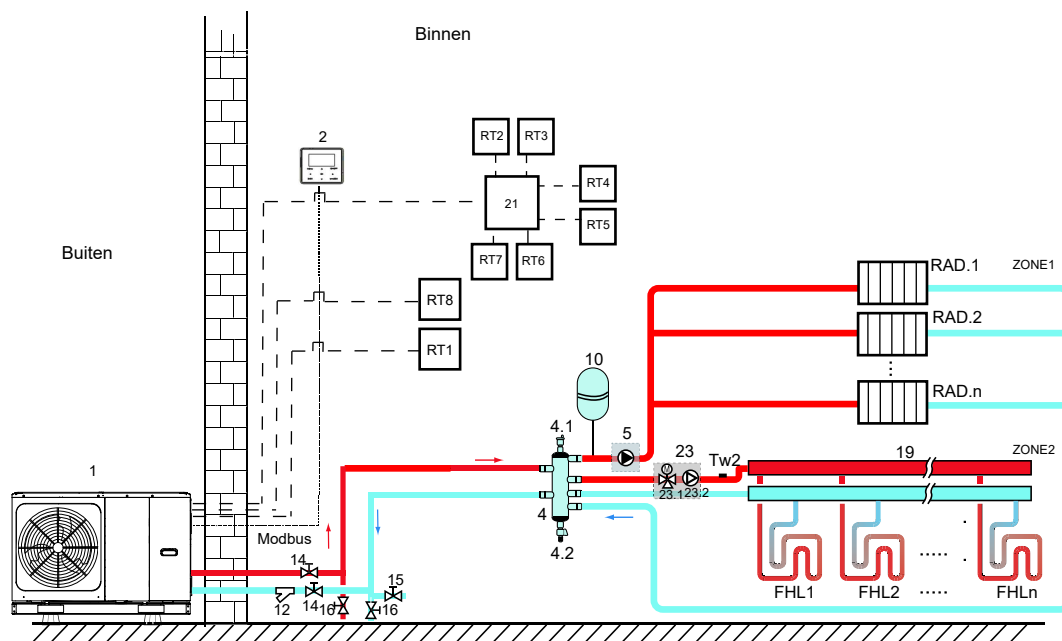 Binnen
2
RT2
RT3
RT4
21
RT5
RT7
RT6
Buiten
RT8
RT1
RAD.1
ZONE1
RAD.2
RAD.n
10
4.1
5
23
Tw2
19
ZONE2
M
23.1
23.2
4
4.2
1
Modbus
14
12
14
16
16
15
FHL1
FHL2
FHLn